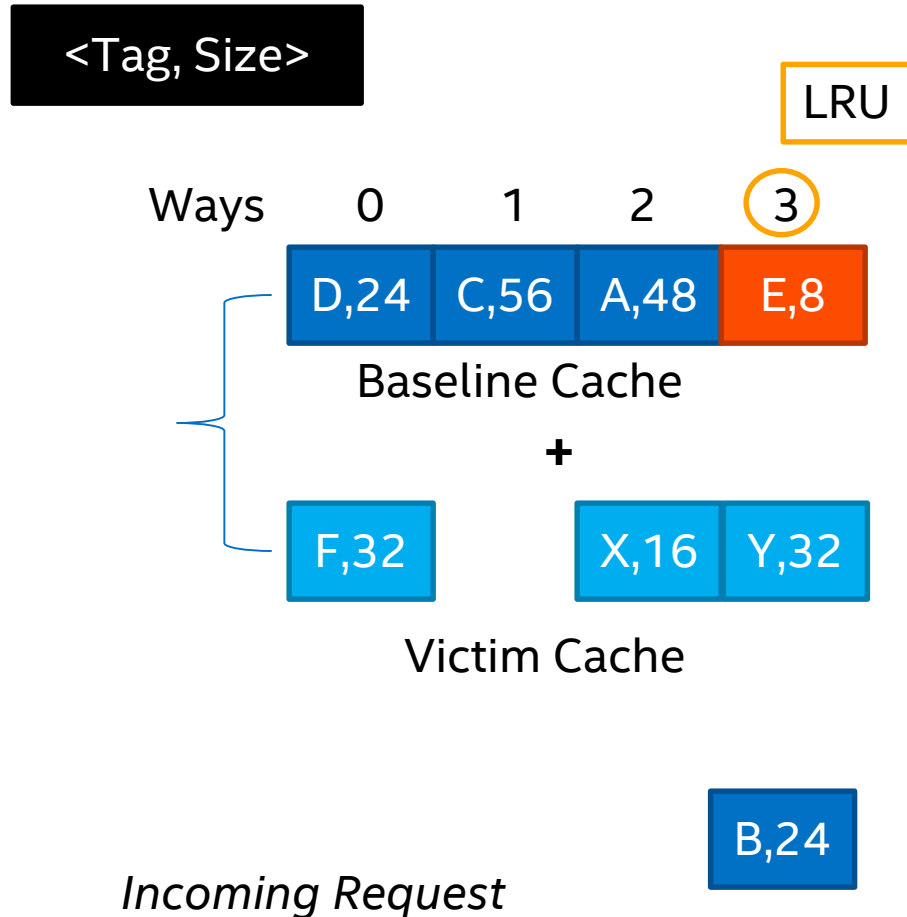 <Tag, Size>
LRU
Ways 0 1 2 3
D,24 C,56 A,48 E,8
Baseline Cache
+
F,32 X,16 Y,32
Victim Cache
B,24
Incoming Request